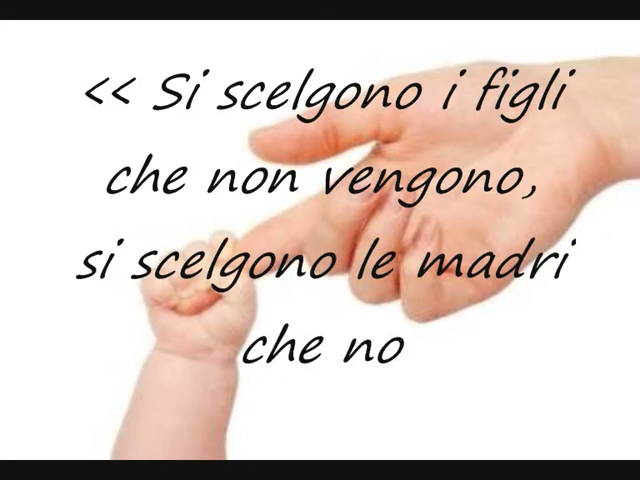 << Si scelgono i figli
che non vengono,
si scelgono le madri
che no